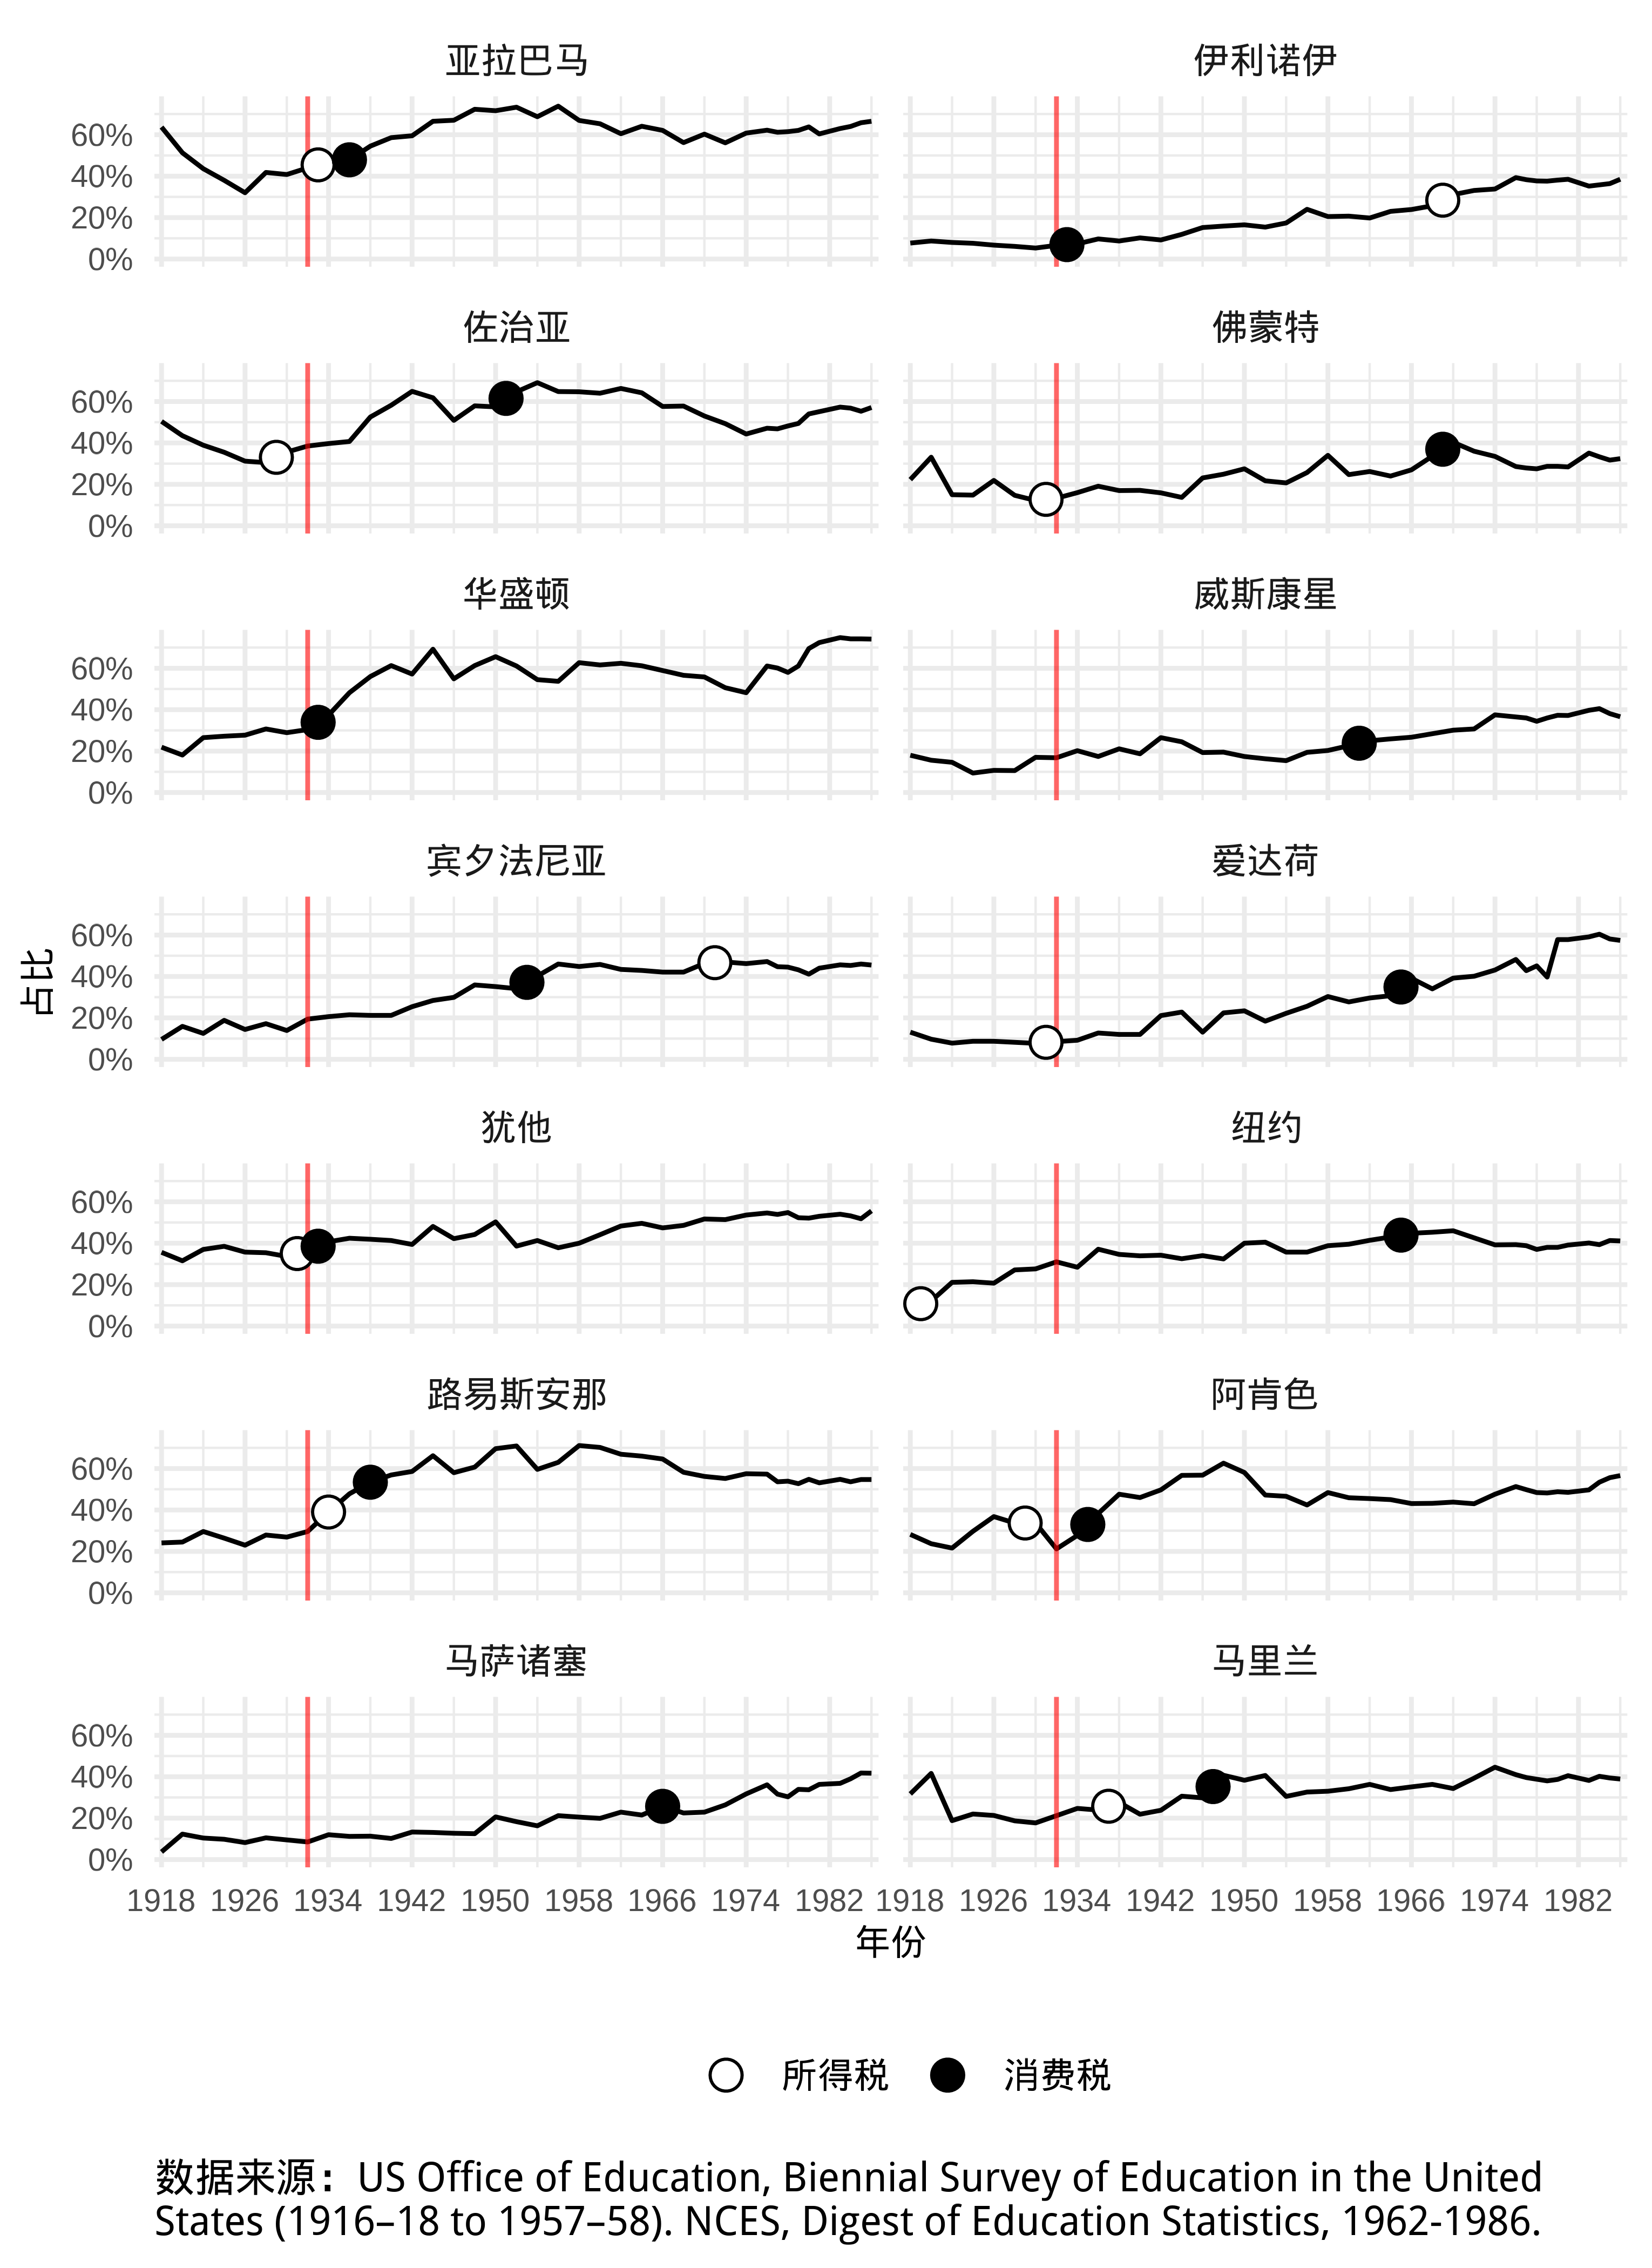 亚拉巴马
伊利诺伊
60%
40%
20%
0%
佐治亚
佛蒙特
60%
40%
20%
0%
华盛顿
威斯康星
60%
40%
20%
0%
宾夕法尼亚
爱达荷
60%
40%
20%
0%
占比
犹他
纽约
60%
40%
20%
0%
路易斯安那
阿肯色
60%
40%
20%
0%
马萨诸塞
马里兰
60%
40%
20%
0%
1918 1926 1934 1942 1950 1958 1966 1974 1982 1918 1926 1934 1942 1950 1958 1966 1974 1982
年份
所得税 消费税
数据来源：US Office of Education, Biennial Survey of Education in the United
States (1916–18 to 1957–58). NCES, Digest of Education Statistics, 1962-1986.